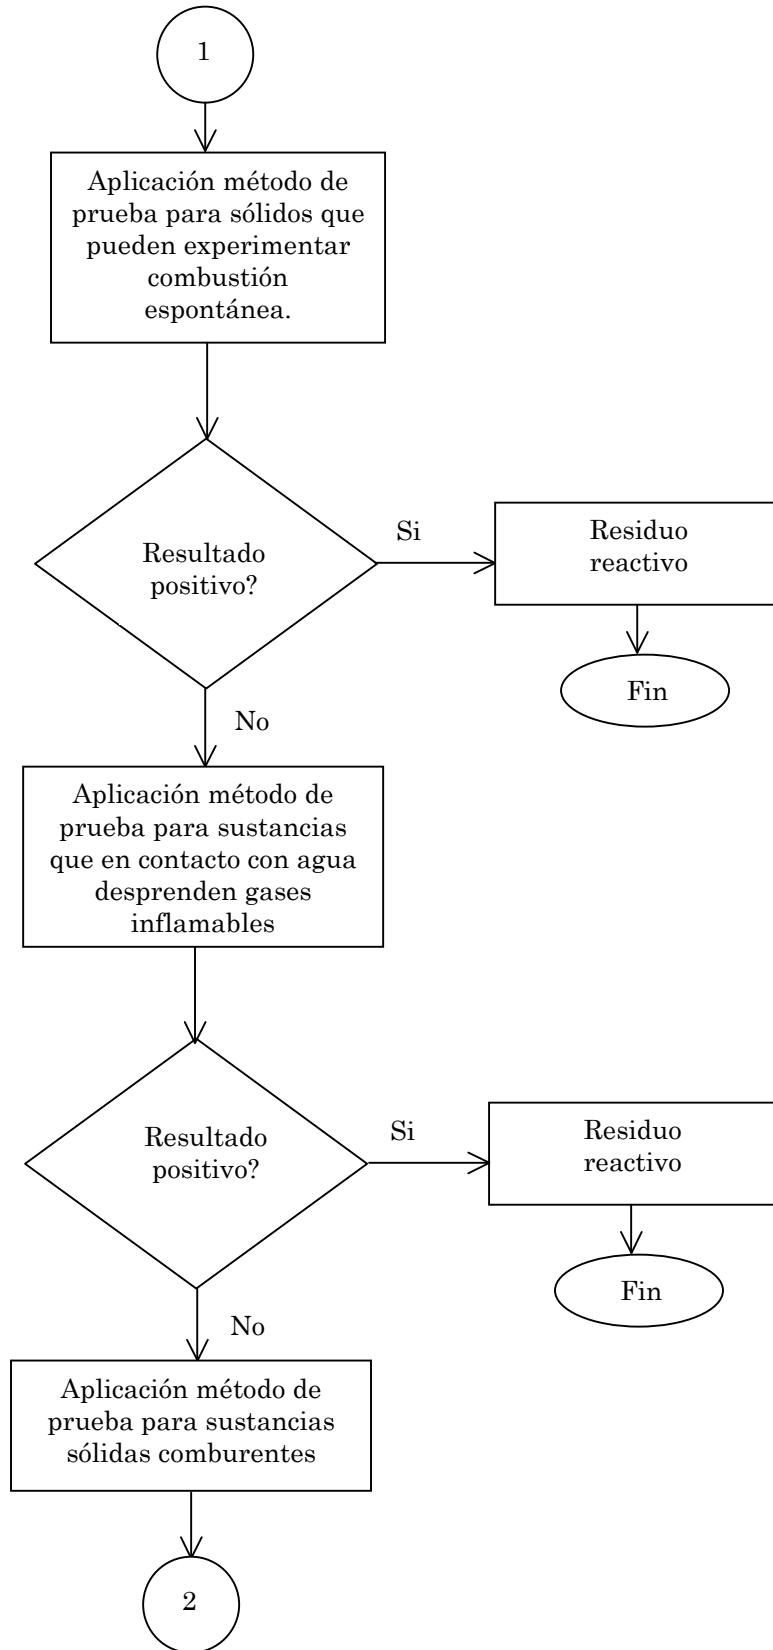 1
Aplicación método de
prueba para sólidos que
pueden experimentar
combustión
espontánea.
Resultado
positivo?
Si
Residuo
reactivo
Fin
No
Aplicación método de
prueba para sustancias
que en contacto con agua
desprenden gases
inflamables
Resultado
positivo?
Si
Residuo
reactivo
Fin
No
Aplicación método de
prueba para sustancias
sólidas comburentes
2